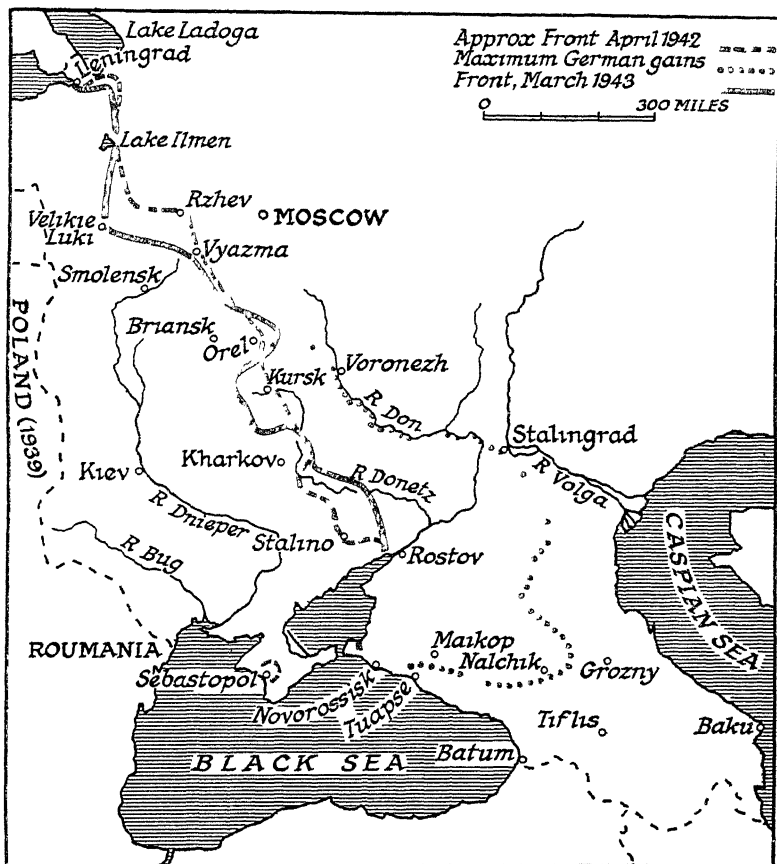 Lake Ladoga
Leningrad
Approx Front April 1942
Maximum German gains
Front, March 1943
0 300 MILES
Lake Ilmen
Rzhev
MOSCOW
Velikie
Luki
Vyazma
Smolensk
POLAND (1939)
Briansk
Orel
Voronezh
Kursk
R Don
Stalingrad
Kharkov
R Donetz
R Volga
Kiev
R Dnieper
Stalino
R Bug
Rostov
CASPIAN SEA
ROUMANIA
Maikop
Nalchik
Grozny
Sebastopol
Novorossisk
Tuapse
Tiflis
Baku
Batum
BLACK SEA